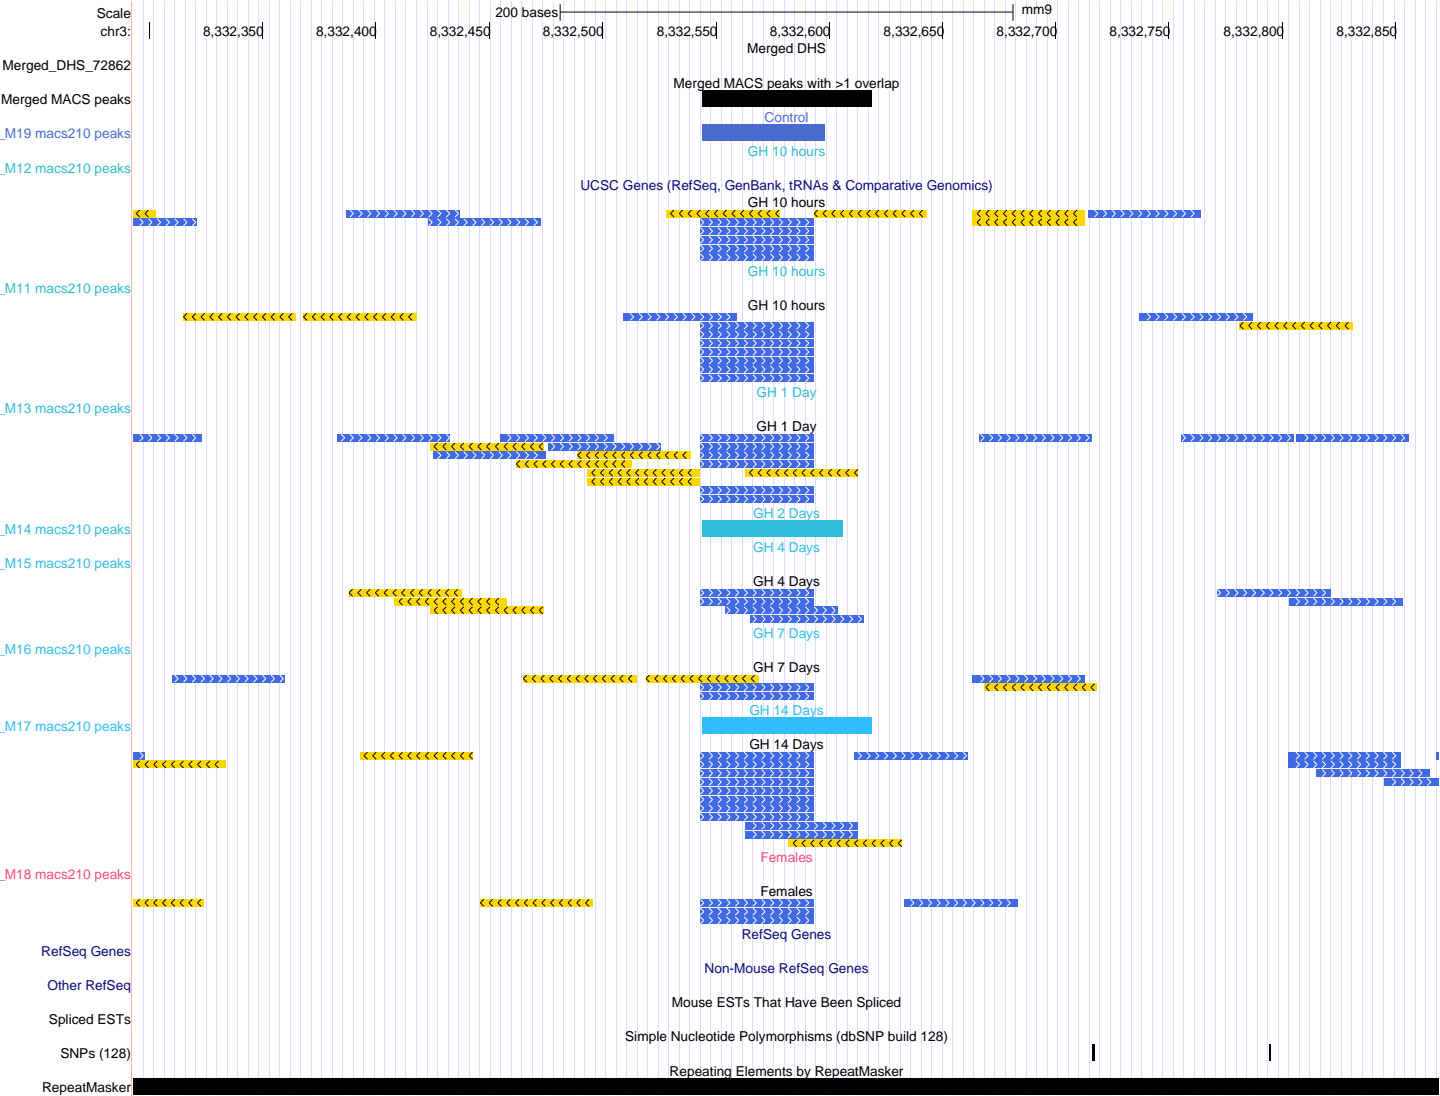 Scale 200 bases mm9
chr3: 8,332,350 8,332,400 8,332,450 8,332,500 8,332,550 8,332,600 8,332,650 8,332,700 8,332,750 8,332,800 8,332,850
Merged DHS
Merged_DHS_72862
Merged MACS peaks with >1 overlap
Merged MACS peaks
Control
_M19 macs210 peaks
GH 10 hours
_M12 macs210 peaks
UCSC Genes (RefSeq, GenBank, tRNAs & Comparative Genomics)
GH 10 hours
GH 10 hours
_M11 macs210 peaks
GH 10 hours
GH 1 Day
_M13 macs210 peaks
GH 1 Day
GH 2 Days
_M14 macs210 peaks
GH 4 Days
_M15 macs210 peaks
GH 4 Days
GH 7 Days
_M16 macs210 peaks
GH 7 Days
GH 14 Days
_M17 macs210 peaks
GH 14 Days
Females
_M18 macs210 peaks
Females
RefSeq Genes
RefSeq Genes
Non-Mouse RefSeq Genes
Other RefSeq
Mouse ESTs That Have Been Spliced
Spliced ESTs
Simple Nucleotide Polymorphisms (dbSNP build 128)
SNPs (128)
Repeating Elements by RepeatMasker
RepeatMasker